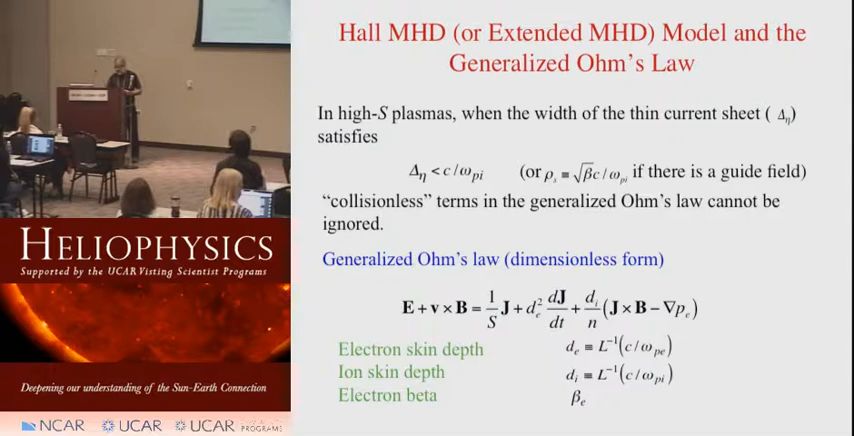 Hall MHD (or Extended MHD) Model and the
Generalized Ohm's Law
In high-S plasmas, when the width of the thin current sheet ( Δη)
satisfies
Δη < c/ωpi (or ρs ≡ √βc/ωpi if there is a guide field)
"collisionless" terms in the generalized Ohm's law cannot be
ignored.
Generalized Ohm's law (dimensionless form)
E + v × B = 1/S J + de² dJ/dt + di/n (J × B − ∇pe)
Electron skin depth de ≡ L⁻¹(c/ωpe)
Ion skin depth di ≡ L⁻¹(c/ωpi)
Electron beta βe
HELIOPHYSICS
Supported by the UCAR Visting Scientist Programs
Deepening our understanding of the Sun-Earth Connection
NCAR UCAR UCAR PROGRAMS